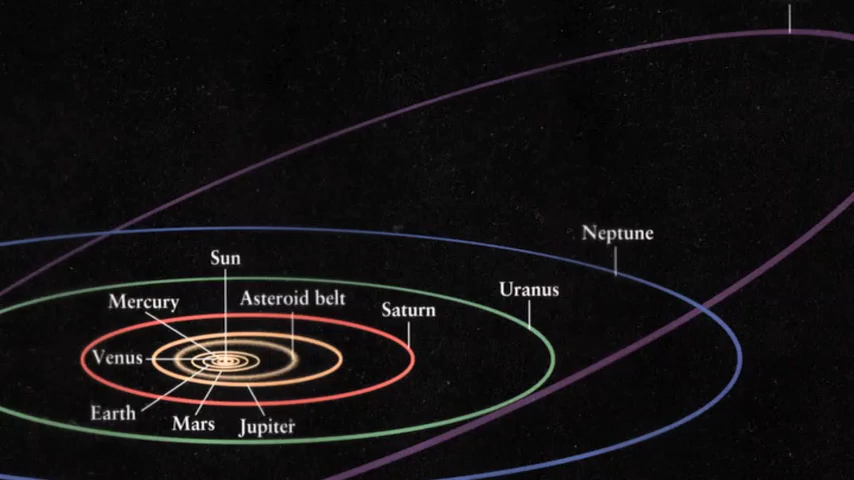 Neptune
Sun
Uranus
Mercury
Asteroid belt
Saturn
Venus
Earth
Mars
Jupiter